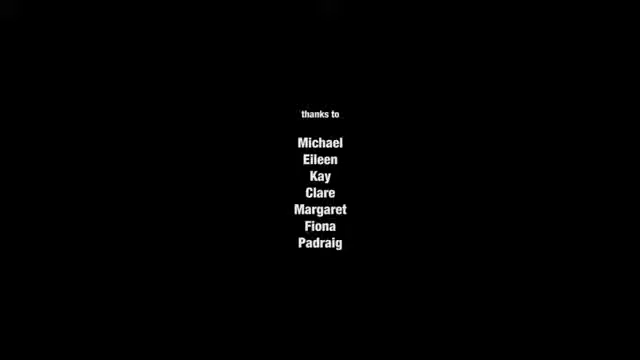 thanks to
Michael
Eileen
Kay
Clare
Margaret
Fiona
Padraig